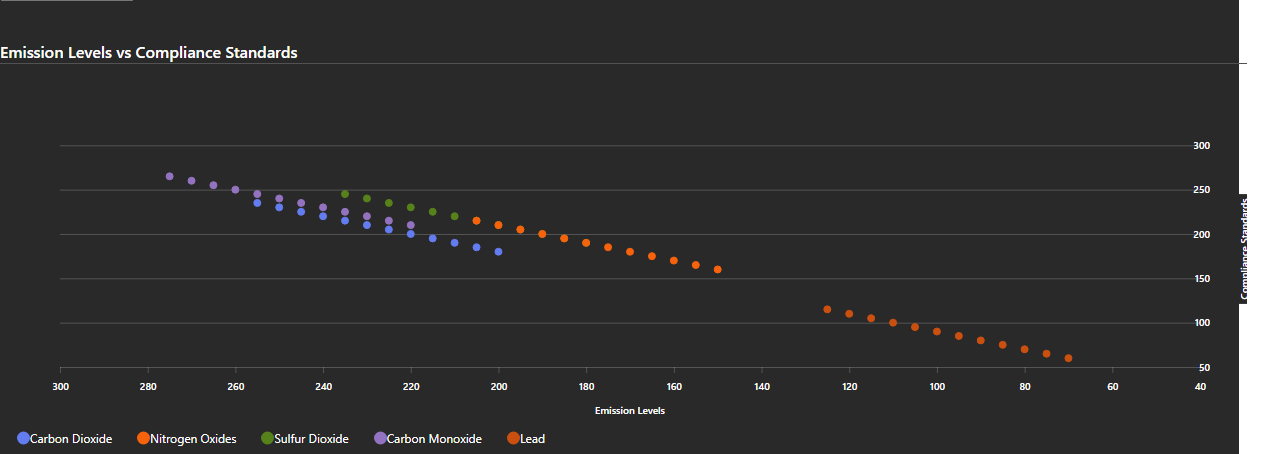 Emission Levels vs Compliance Standards
300
250
200
150
100
50
Compliance Standards
300 280 260 240 220 200 180 160 140 120 100 80 60 40
Emission Levels
Carbon Dioxide Nitrogen Oxides Sulfur Dioxide Carbon Monoxide Lead